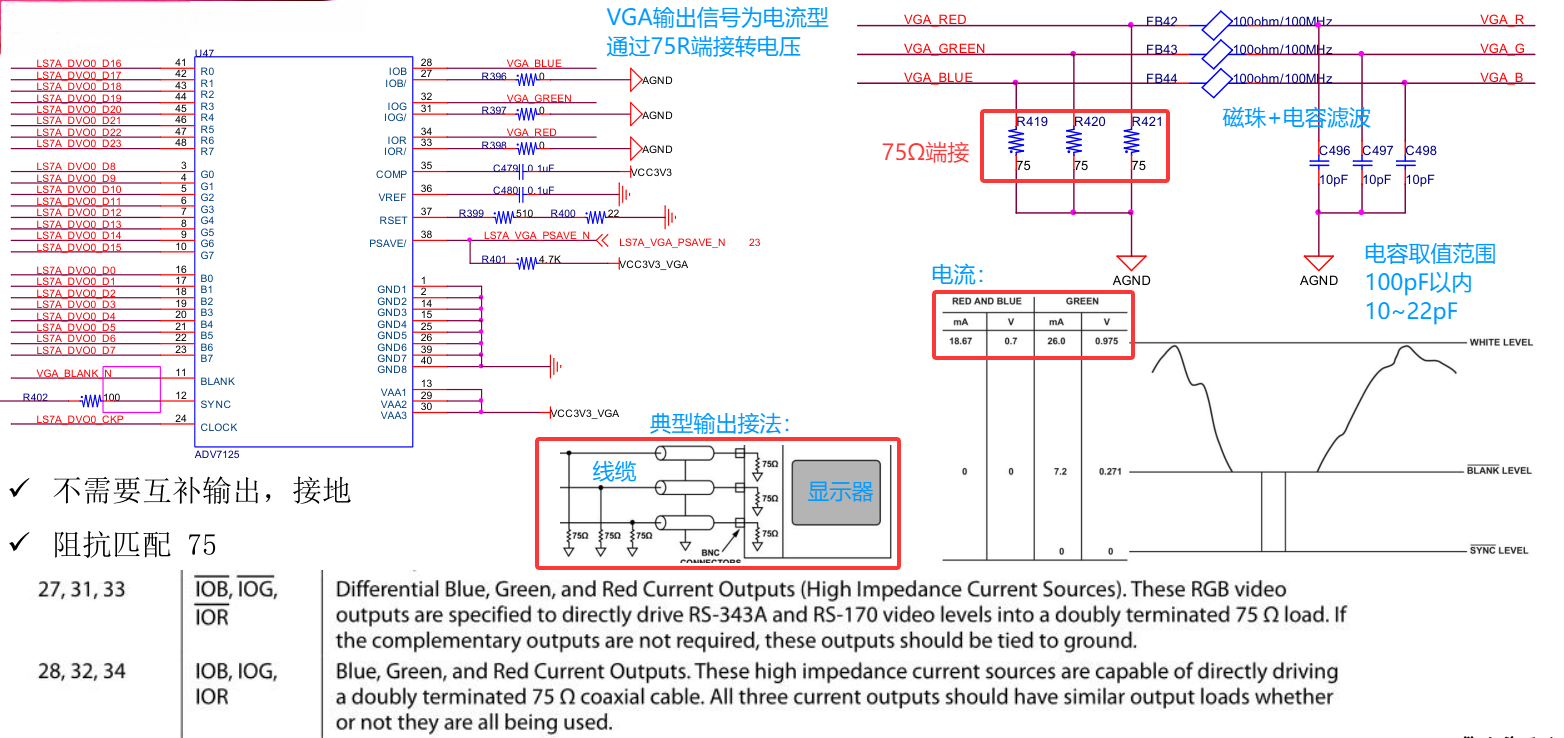 VGA输出信号为电流型
通过75R端接转电压
U47
LS7A_DVO0_D16 41 R0
LS7A_DVO0_D17 42 R1
LS7A_DVO0_D18 43 R2
LS7A_DVO0_D19 44 R3
LS7A_DVO0_D20 45 R4
LS7A_DVO0_D21 46 R5
LS7A_DVO0_D22 47 R6
LS7A_DVO0_D23 48 R7
LS7A_DVO0_D8 3 G0
LS7A_DVO0_D9 4 G1
LS7A_DVO0_D10 5 G2
LS7A_DVO0_D11 6 G3
LS7A_DVO0_D12 7 G4
LS7A_DVO0_D13 8 G5
LS7A_DVO0_D14 9 G6
LS7A_DVO0_D15 10 G7
LS7A_DVO0_D0 16 B0
LS7A_DVO0_D1 17 B1
LS7A_DVO0_D2 18 B2
LS7A_DVO0_D3 19 B3
LS7A_DVO0_D4 20 B4
LS7A_DVO0_D5 21 B5
LS7A_DVO0_D6 22 B6
LS7A_DVO0_D7 23 B7
VGA_BLANK_N 11 BLANK
R402 100 12 SYNC
LS7A_DVO0_CKP 24 CLOCK
ADV7125
IOB 28 VGA_BLUE
IOB/ 27 R396 0 AGND
IOG 32 VGA_GREEN
IOG/ 31 R397 0 AGND
IOR 34 VGA_RED
IOR/ 33 R398 0 AGND
COMP 35 C479 0.1uF VCC3V3
VREF 36 C480 0.1uF
RSET 37 R399 510 R400 22
PSAVE/ 38 LS7A_VGA_PSAVE_N LS7A_VGA_PSAVE_N 23
R401 4.7K VCC3V3_VGA
GND1 1
GND2 2
GND3 14
GND4 15
GND5 25
GND6 26
GND7 39
GND8 40
VAA1 13
VAA2 29
VAA3 30
VCC3V3_VGA
VGA_RED FB42 100ohm/100MHz VGA_R
VGA_GREEN FB43 100ohm/100MHz VGA_G
VGA_BLUE FB44 100ohm/100MHz VGA_B
75Ω端接
R419 R420 R421
75 75 75
AGND
磁珠+电容滤波
C496 C497 C498
10pF 10pF 10pF
AGND
电容取值范围
100pF以内
10~22pF
电流：
RED AND BLUE GREEN
mA V mA V
18.67 0.7 26.0 0.975
WHITE LEVEL
0 0 7.2 0.271
BLANK LEVEL
0 0
SYNC LEVEL
典型输出接法：
线缆
显示器
75Ω
75Ω
75Ω
75Ω 75Ω 75Ω
BNC
CONNECTORS
✓ 不需要互补输出，接地
✓ 阻抗匹配 75
27, 31, 33 IOB, IOG, Differential Blue, Green, and Red Current Outputs (High Impedance Current Sources). These RGB video
IOR outputs are specified to directly drive RS-343A and RS-170 video levels into a doubly terminated 75 Ω load. If
the complementary outputs are not required, these outputs should be tied to ground.
28, 32, 34 IOB, IOG, Blue, Green, and Red Current Outputs. These high impedance current sources are capable of directly driving
IOR a doubly terminated 75 Ω coaxial cable. All three current outputs should have similar output loads whether
or not they are all being used.